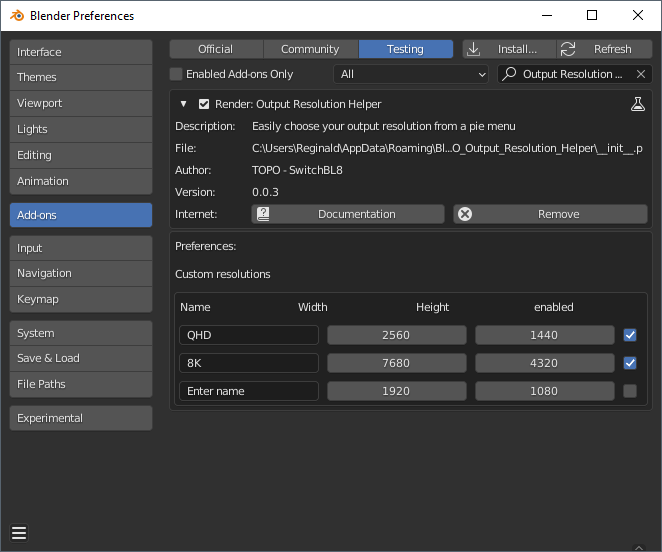 Blender Preferences
Interface
Themes
Viewport
Lights
Editing
Animation
Add-ons
Input
Navigation
Keymap
System
Save & Load
File Paths
Experimental
Official Community Testing Install... Refresh
Enabled Add-ons Only All Output Resolution ...
Render: Output Resolution Helper
Description: Easily choose your output resolution from a pie menu
File: C:\Users\Reginald\AppData\Roaming\Bl...O_Output_Resolution_Helper\__init__.p
Author: TOPO - SwitchBL8
Version: 0.0.3
Internet: Documentation Remove
Preferences:
Custom resolutions
Name Width Height enabled
QHD 2560 1440
8K 7680 4320
Enter name 1920 1080